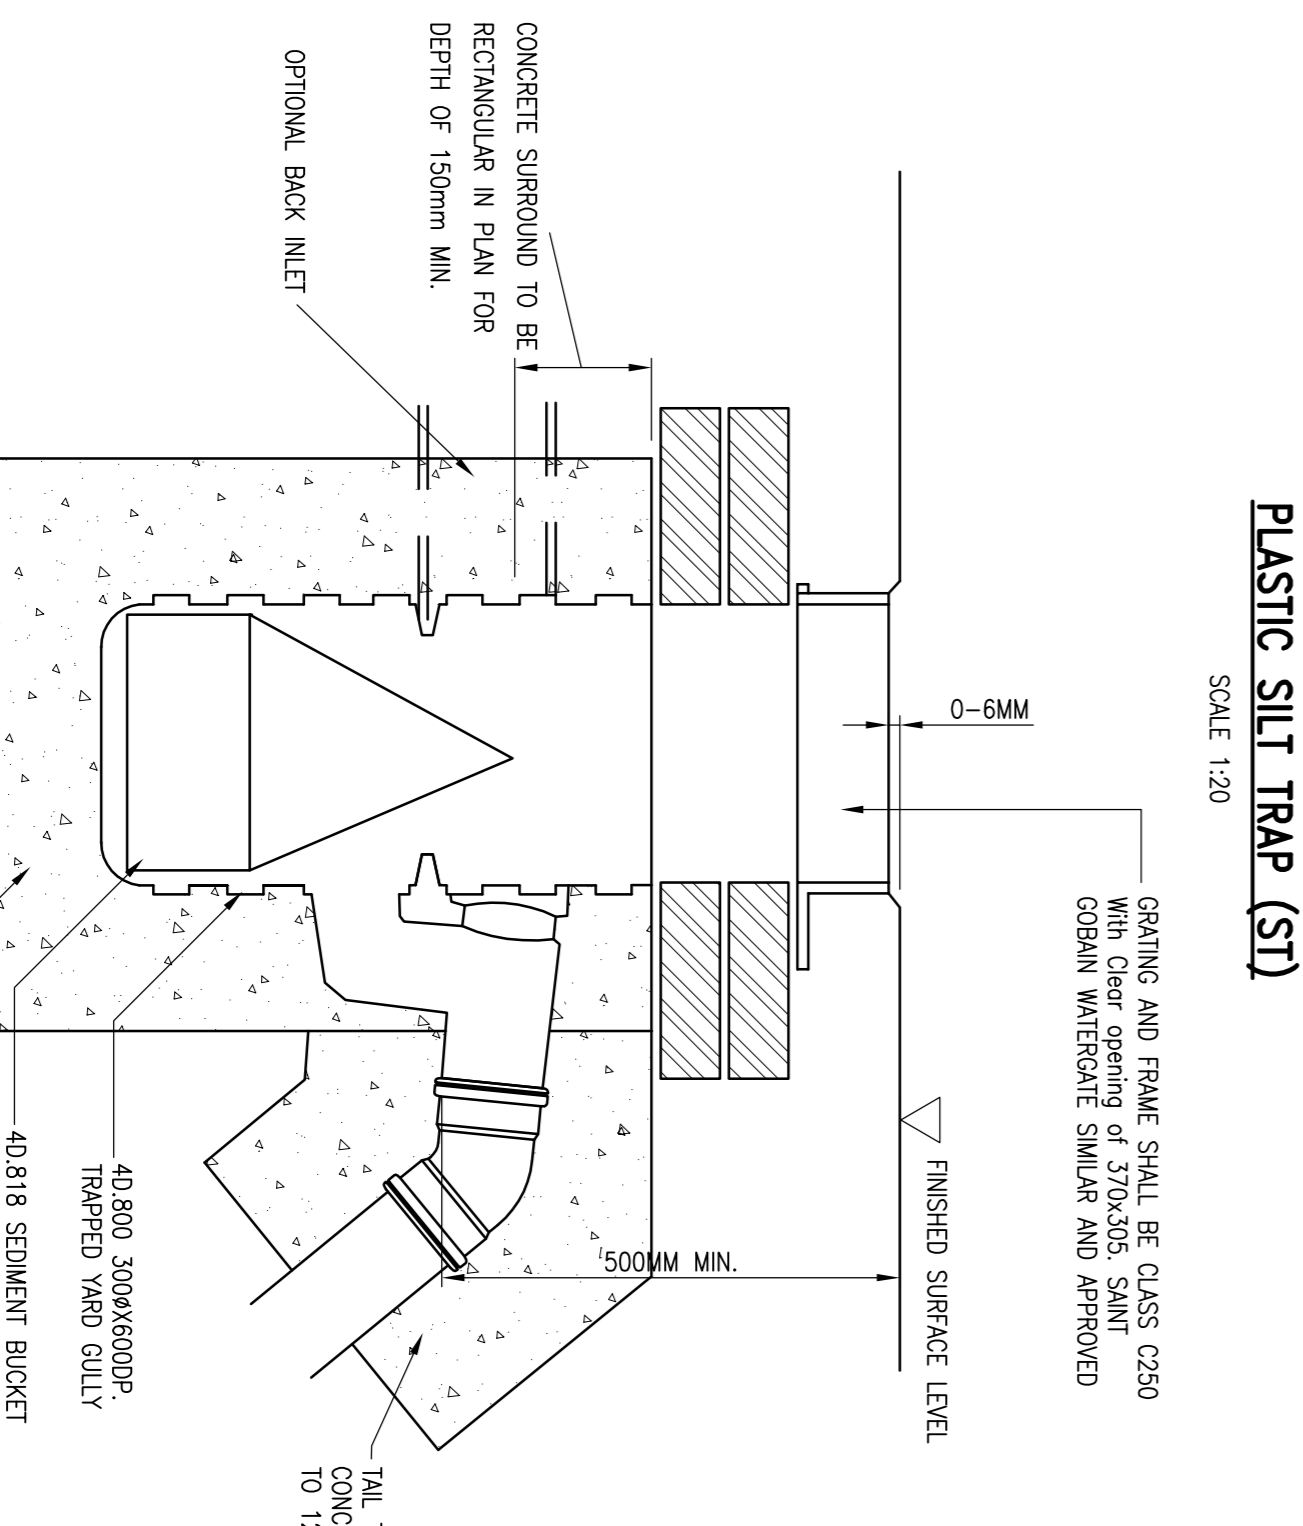 PLASTIC SILT TRAP (ST)
SCALE 1:20
GRATING AND FRAME SHALL BE CLASS C250
With Clear opening of 370x305. SAINT
GOBAIN WATERGATE SIMILAR AND APPROVED
0-6MM
FINISHED SURFACE LEVEL
CONCRETE SURROUND TO BE
RECTANGULAR IN PLAN FOR
DEPTH OF 150mm MIN.
OPTIONAL BACK INLET
500MM MIN.
TAIL
CONC
TO
4D.800 300øX600DP.
TRAPPED YARD GULLY
4D.818 SEDIMENT BUCKET